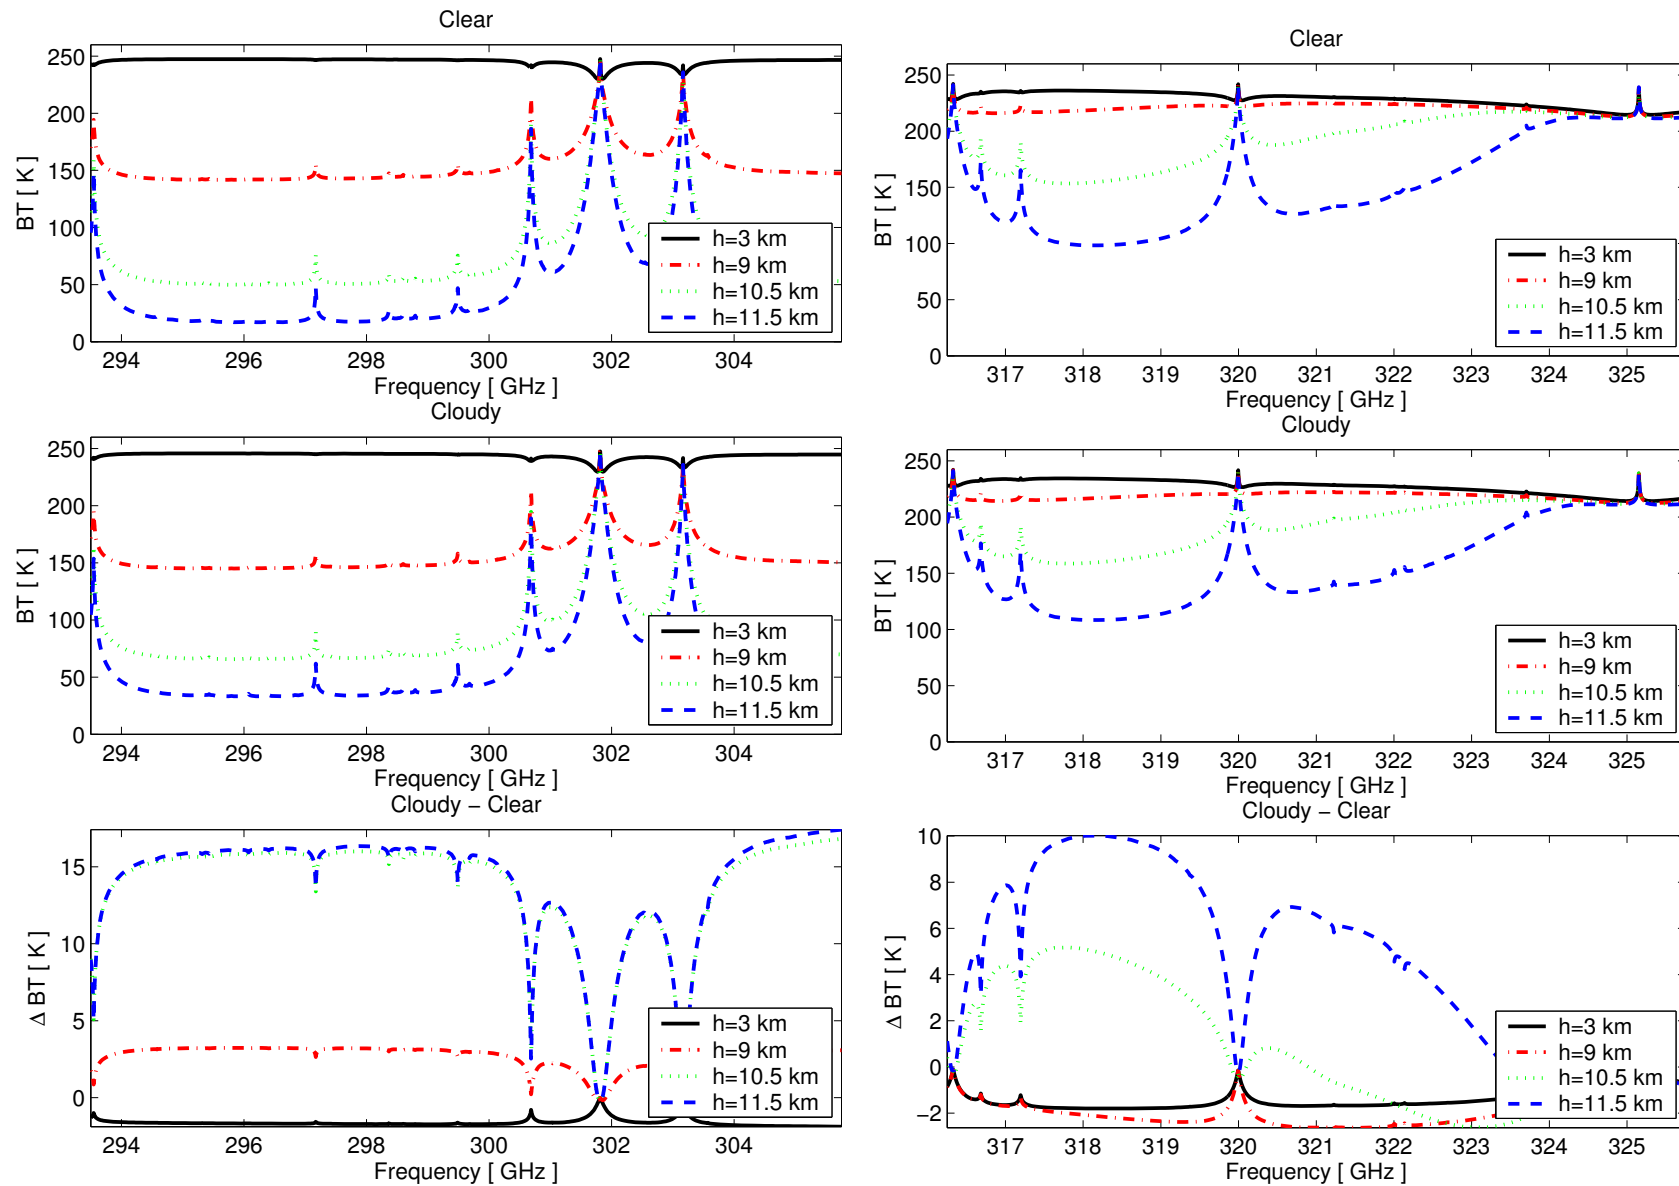 Clear
BT [ K ]
250
200
150
100
50
0
294 296 298 300 302 304
Frequency [ GHz ]
h=3 km
h=9 km
h=10.5 km
h=11.5 km
Clear
BT [ K ]
250
200
150
100
50
0
317 318 319 320 321 322 323 324 325
Frequency [ GHz ]
h=3 km
h=9 km
h=10.5 km
h=11.5 km
Cloudy
BT [ K ]
250
200
150
100
50
0
294 296 298 300 302 304
Frequency [ GHz ]
h=3 km
h=9 km
h=10.5 km
h=11.5 km
Cloudy
BT [ K ]
250
200
150
100
50
0
317 318 319 320 321 322 323 324 325
Frequency [ GHz ]
h=3 km
h=9 km
h=10.5 km
h=11.5 km
Cloudy − Clear
Δ BT [ K ]
15
10
5
0
294 296 298 300 302 304
Frequency [ GHz ]
h=3 km
h=9 km
h=10.5 km
h=11.5 km
Cloudy − Clear
Δ BT [ K ]
10
8
6
4
2
0
−2
317 318 319 320 321 322 323 324 325
Frequency [ GHz ]
h=3 km
h=9 km
h=10.5 km
h=11.5 km